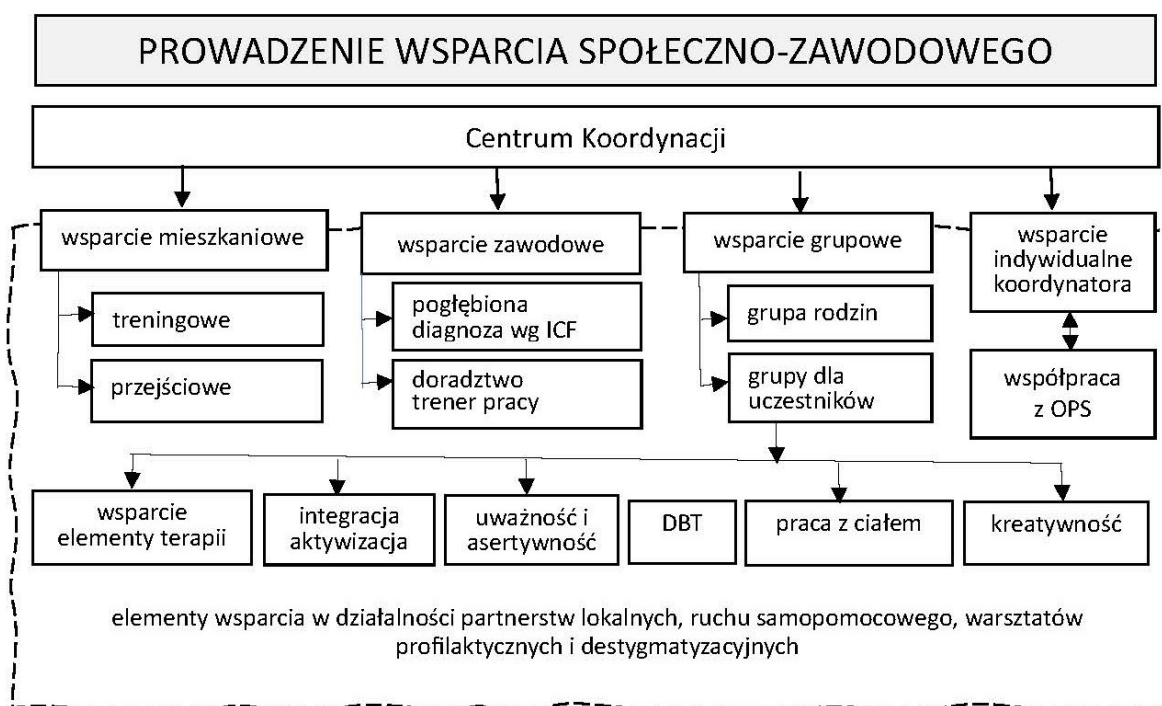 PROWADZENIE WSPARCIA SPOŁECZNO-ZAWODOWEGO
Centrum Koordynacji
wsparcie mieszkaniowe
treningowe
przejściowe
wsparcie zawodowe
pogłębiona
diagnoza wg ICF
doradztwo
trener pracy
wsparcie grupowe
grupa rodzin
grupy dla
uczestników
wsparcie
indywidualne
koordynatora
współpraca
z OPS
wsparcie
elementy terapii
integracja
aktywizacja
uważność i
asertywność
DBT
praca z ciałem
kreatywność
elementy wsparcia w działalności partnerstw lokalnych, ruchu samopomocowego, warsztatów
profilaktycznych i destygmatyzacyjnych